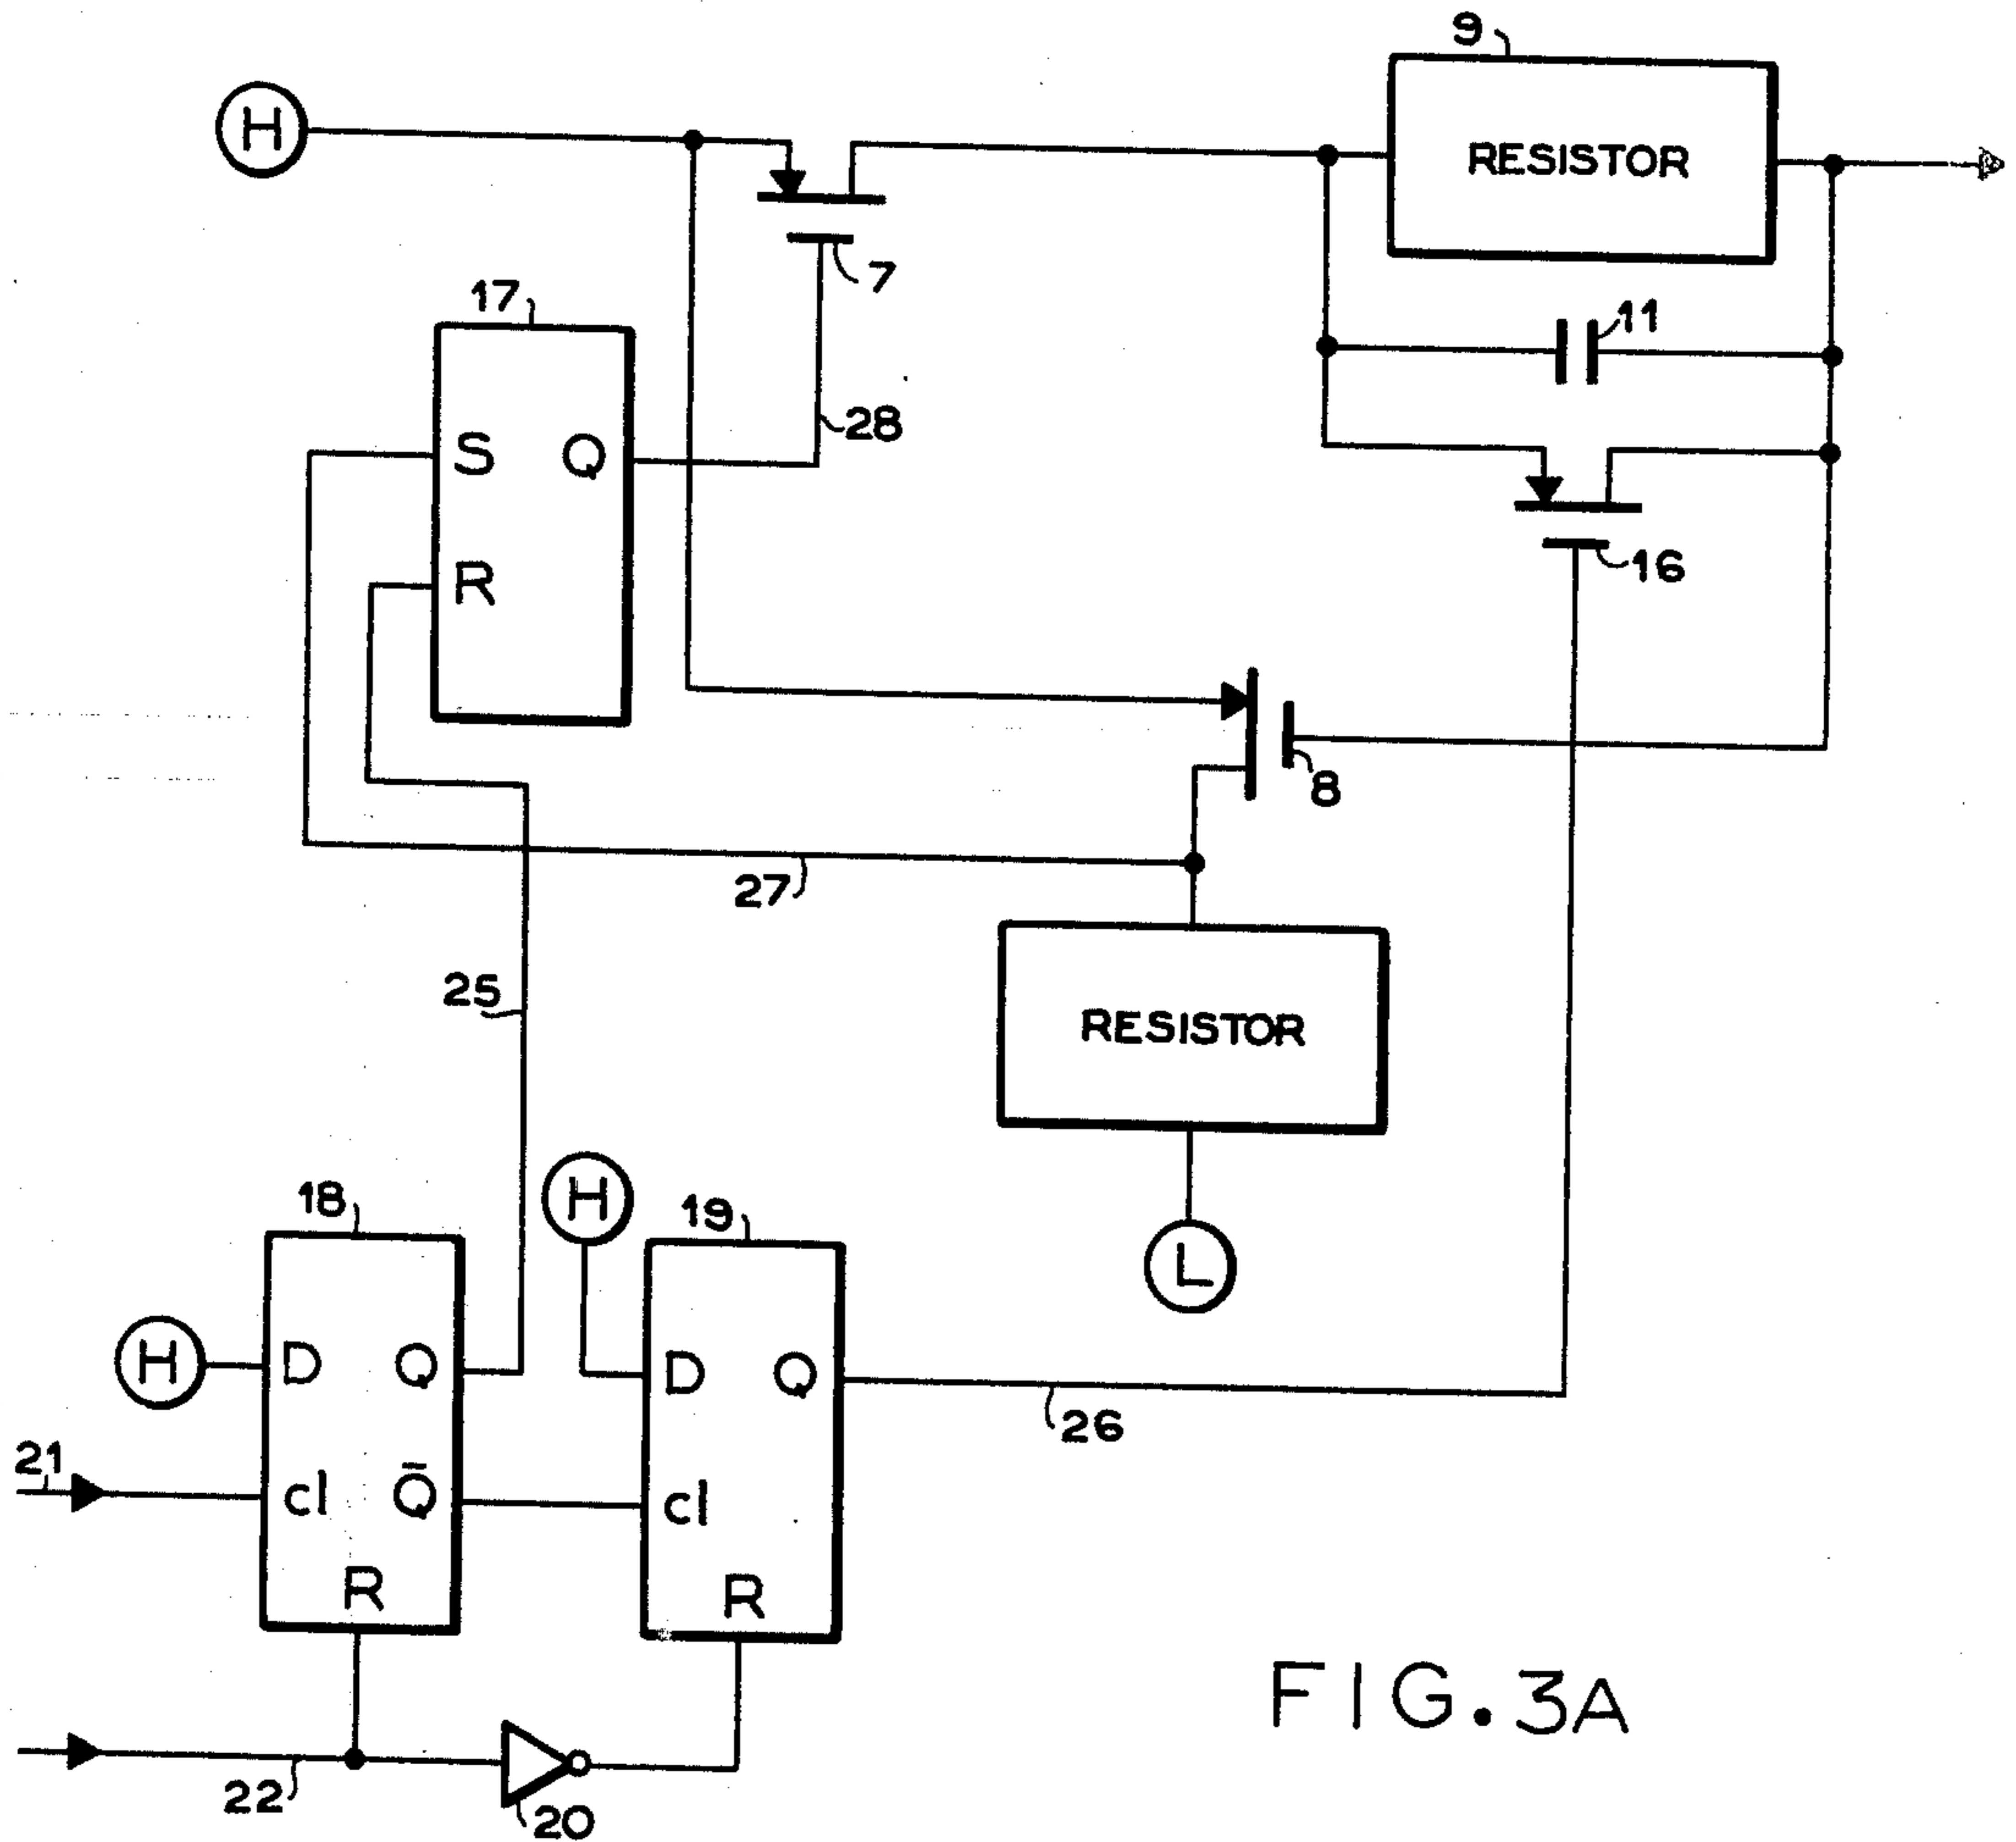 9
H
RESISTOR
7
17
11
S Q
28
R
16
8
27
25
RESISTOR
18
H
19
L
H
D Q
D Q
26
21
cl Q̄
cl
R
R
22
20
FIG. 3A